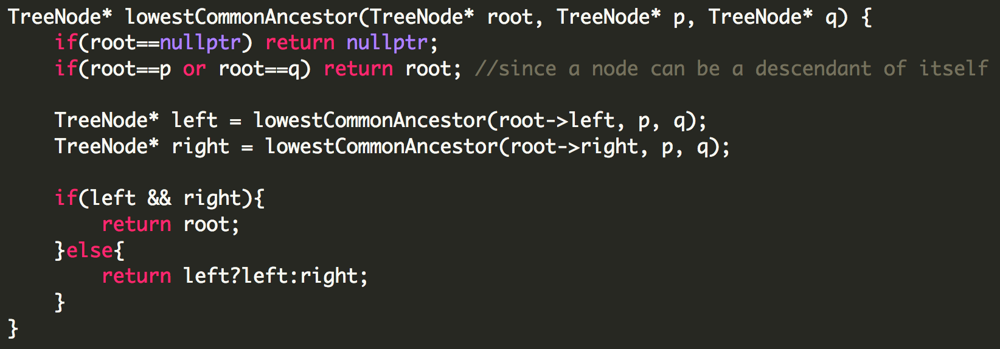 TreeNode* lowestCommonAncestor(TreeNode* root, TreeNode* p, TreeNode* q) {
    if(root==nullptr) return nullptr;
    if(root==p or root==q) return root; //since a node can be a descendant of itself

    TreeNode* left = lowestCommonAncestor(root->left, p, q);
    TreeNode* right = lowestCommonAncestor(root->right, p, q);

    if(left && right){
        return root;
    }else{
        return left?left:right;
    }
}